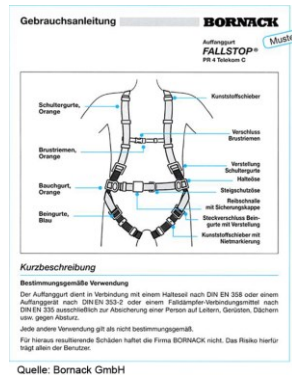 Gebrauchsanleitung
BORNACK
Auffanggurt
FALLSTOP®
PR 4 Telekom C
Muste
Schultergurte,
Orange
Brustriemen,
Orange
Bauchgurt,
Orange
Beingurte,
Blau
Kunststoffschieber
Verschluss
Brustriemen
Verstellung
Schultergurte
Halteöse
Steigschutzöse
Reitsschnalle
mit Sicherungskappe
Steckverschluss Bein-
gurte mit Verstellung
Kunststoffschieber mit
Nietmarkierung
Kurzbeschreibung
Bestimmungsgemäße Verwendung
Der Auffanggurt dient in Verbindung mit einem Halteseil nach DIN EN 358 oder einem
Auffanggerät nach DIN EN 353-2 oder einem Falldämpfer-Verbindungsmittel nach
DIN EN 335 ausschließlich zur Absicherung einer Person auf Leitern, Gerüsten, Dächern
usw. gegen Absturz.
Jede andere Verwendung gilt als nicht bestimmungsgemäß.
Für hieraus resultierende Schäden haftet die Firma BORNACK nicht. Das Risiko hierfür
trägt allein der Benutzer.
Quelle: Bornack GmbH